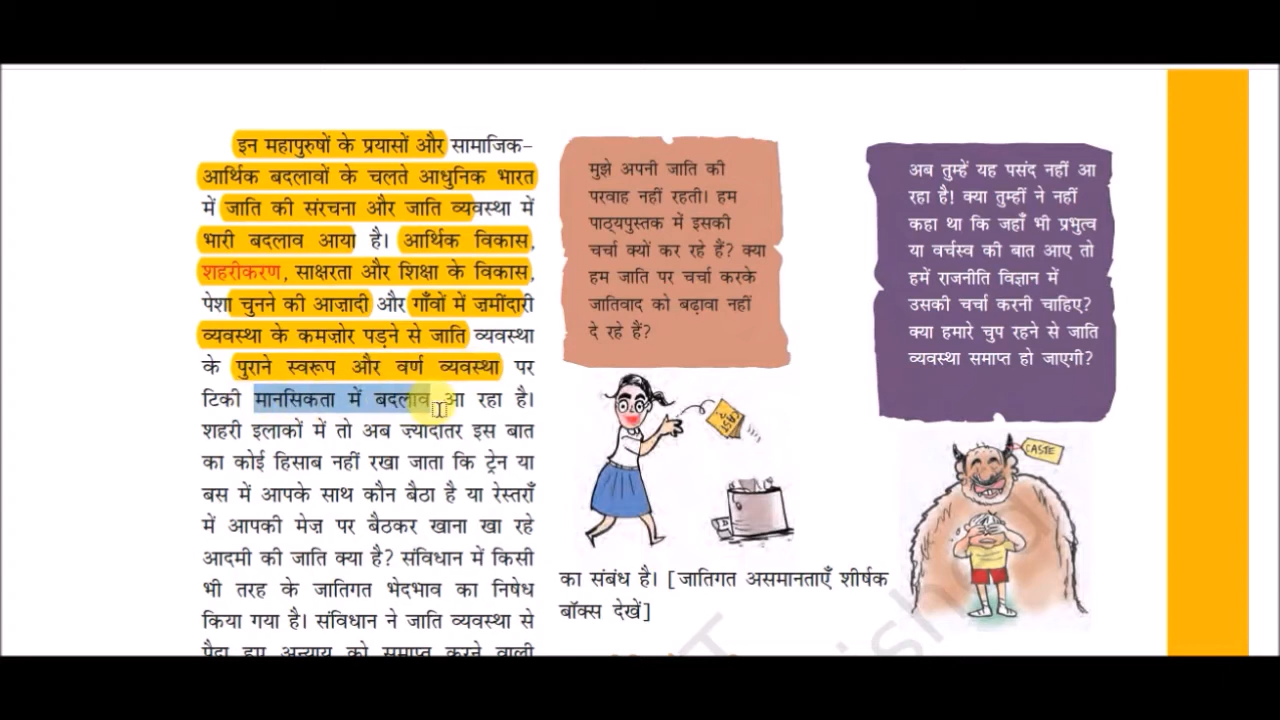 इन महापुरुषों के प्रयासों और सामाजिक-
आर्थिक बदलावों के चलते आधुनिक भारत
में जाति की संरचना और जाति व्यवस्था में
भारी बदलाव आया है। आर्थिक विकास,
शहरीकरण, साक्षरता और शिक्षा के विकास,
पेशा चुनने की आज़ादी और गाँवों में ज़मींदारी
व्यवस्था के कमज़ोर पड़ने से जाति व्यवस्था
के पुराने स्वरूप और वर्ण व्यवस्था पर
टिकी मानसिकता में बदलाव आ रहा है।
शहरी इलाकों में तो अब ज़्यादातर इस बात
का कोई हिसाब नहीं रखा जाता कि ट्रेन या
बस में आपके साथ कौन बैठा है या रेस्तराँ
में आपकी मेज़ पर बैठकर खाना खा रहे
आदमी की जाति क्या है? संविधान में किसी
भी तरह के जातिगत भेदभाव का निषेध
किया गया है। संविधान ने जाति व्यवस्था से
पैदा हुए अन्याय को समाप्त करने वाली
मुझे अपनी जाति की
परवाह नहीं रहती। हम
पाठ्यपुस्तक में इसकी
चर्चा क्यों कर रहे हैं? क्या
हम जाति पर चर्चा करके
जातिवाद को बढ़ावा नहीं
दे रहे हैं?
CASTE
का संबंध है। [जातिगत असमानताएँ शीर्षक
बॉक्स देखें]
अब तुम्हें यह पसंद नहीं आ
रहा है! क्या तुम्हीं ने नहीं
कहा था कि जहाँ भी प्रभुत्व
या वर्चस्व की बात आए तो
हमें राजनीति विज्ञान में
उसकी चर्चा करनी चाहिए?
क्या हमारे चुप रहने से जाति
व्यवस्था समाप्त हो जाएगी?
CASTE